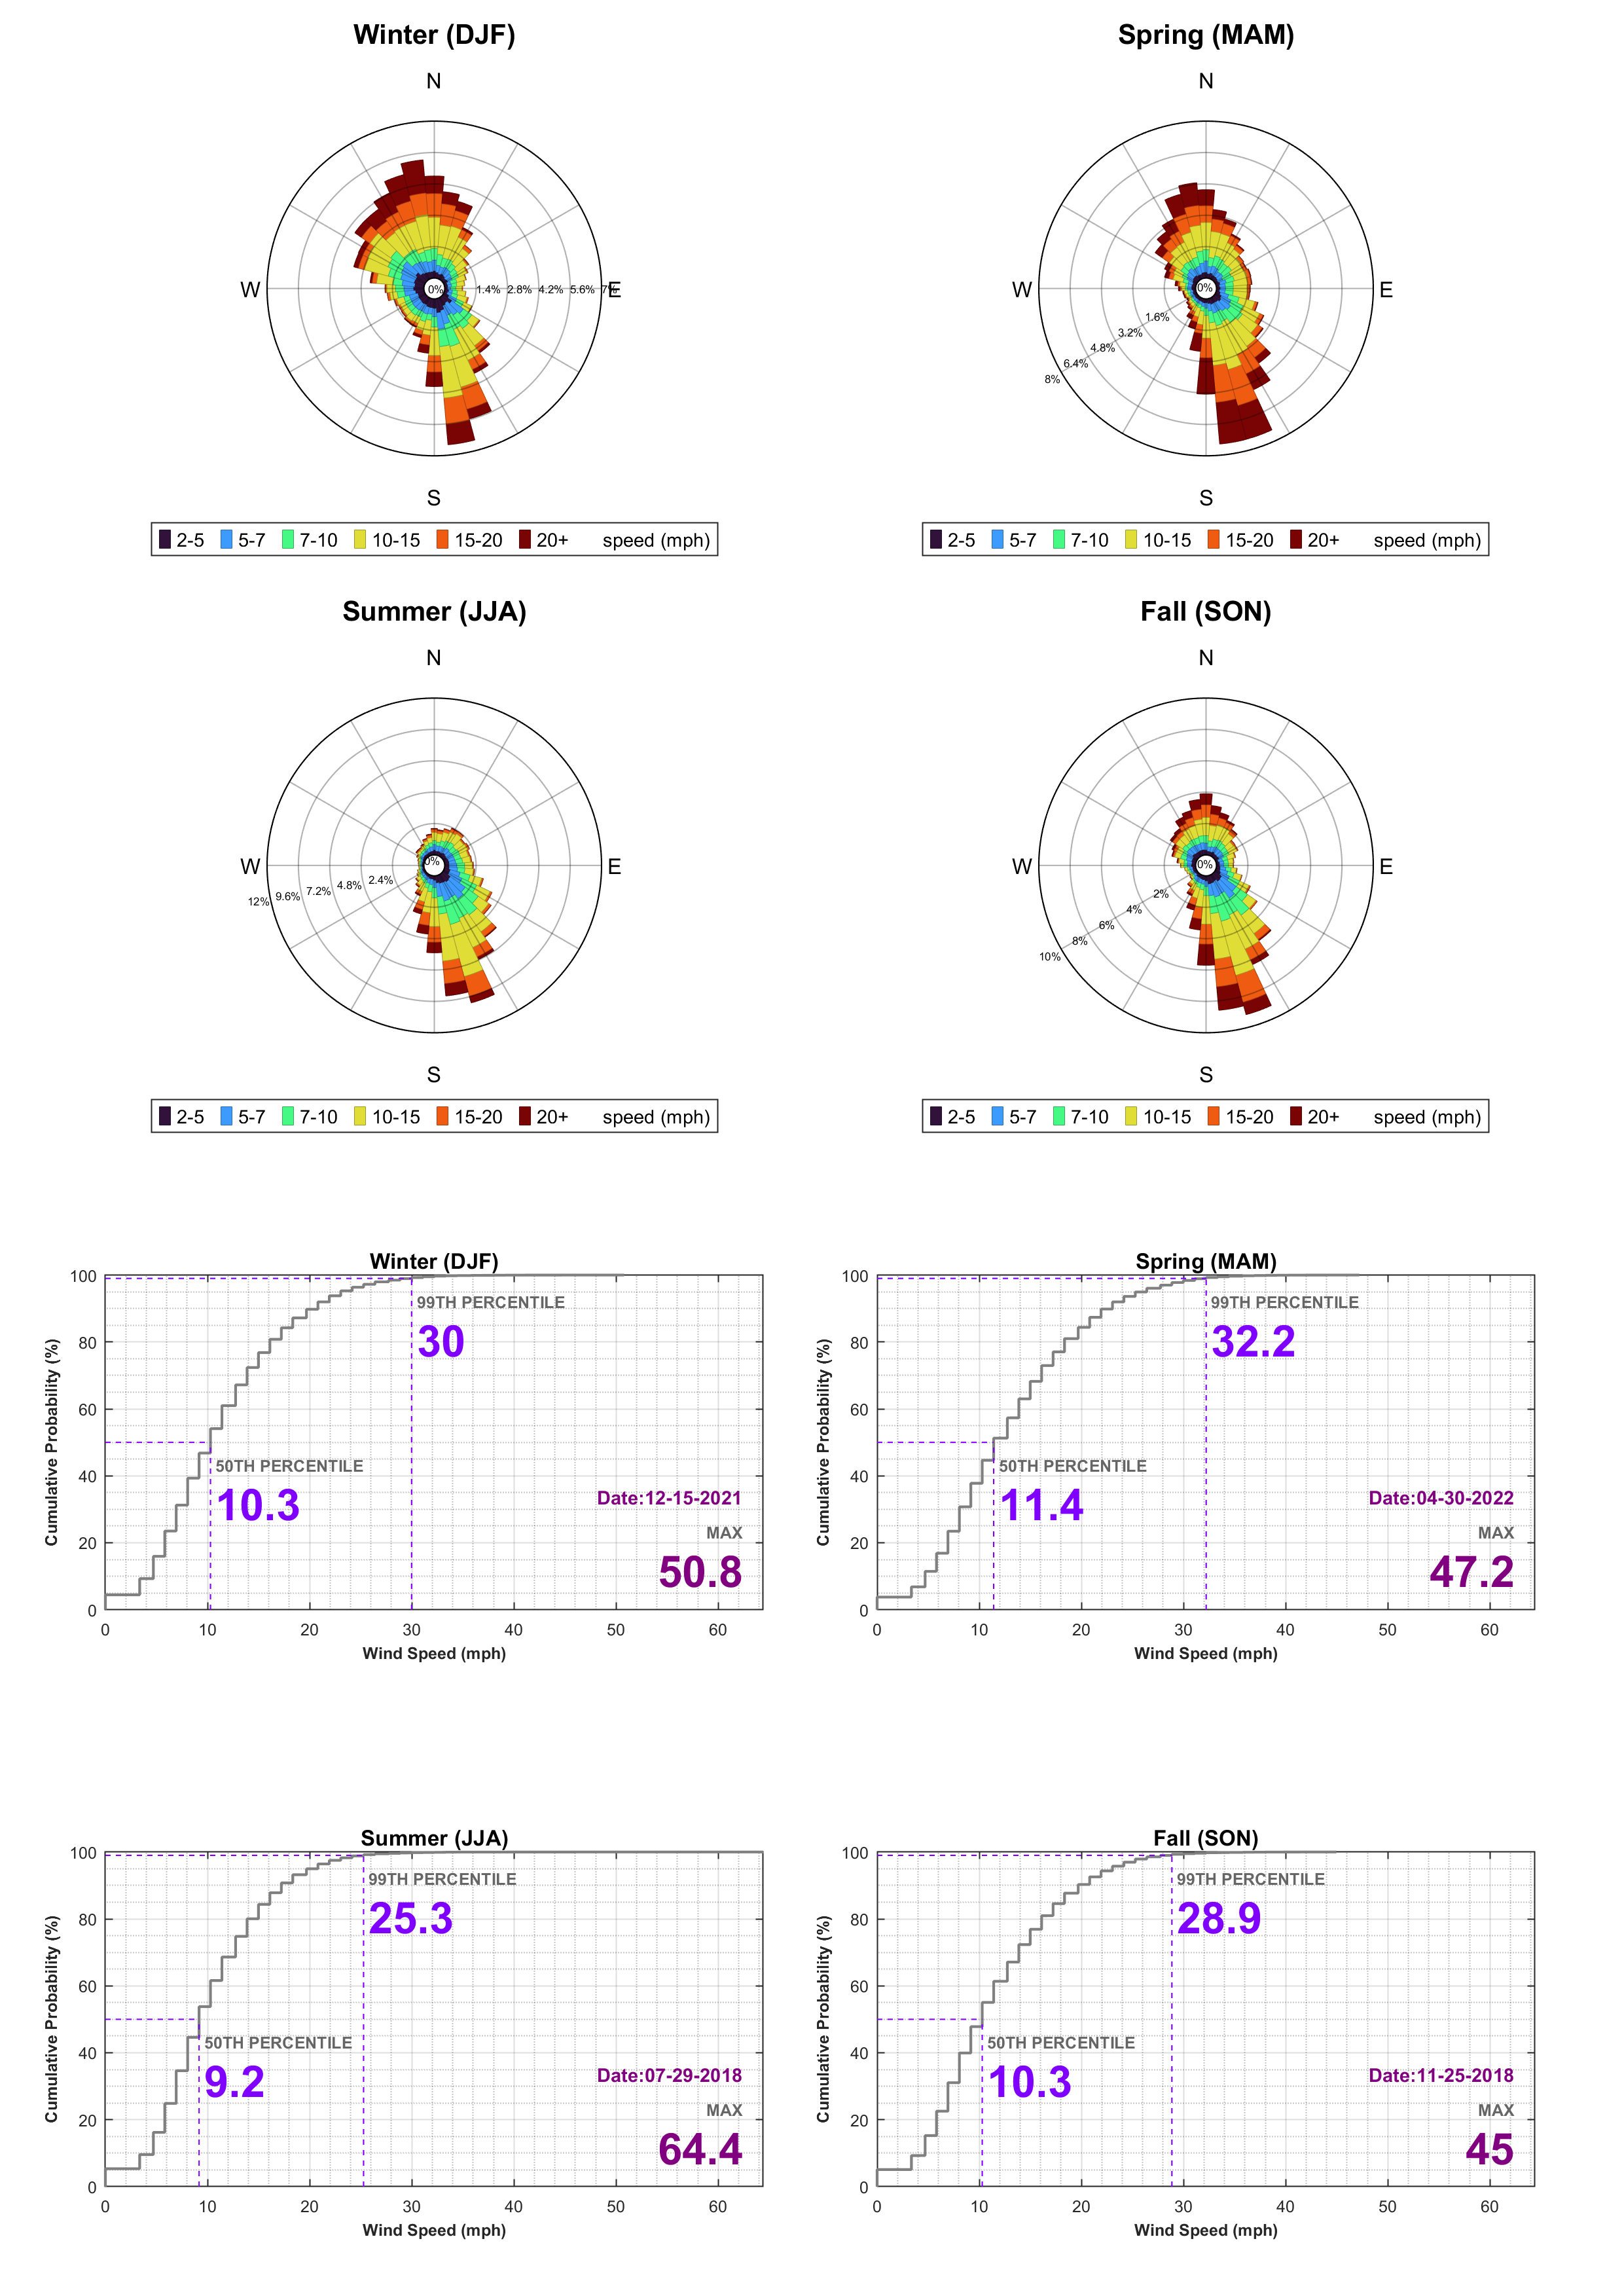 Winter (DJF)
N
W
E
S
0% 1.4% 2.8% 4.2% 5.6% 7%
2-5 5-7 7-10 10-15 15-20 20+ speed (mph)
Spring (MAM)
N
W
E
S
0%
1.6%
3.2%
4.8%
6.4%
8%
2-5 5-7 7-10 10-15 15-20 20+ speed (mph)
Summer (JJA)
N
W
E
S
0%
2.4%
4.8%
7.2%
9.6%
12%
2-5 5-7 7-10 10-15 15-20 20+ speed (mph)
Fall (SON)
N
W
E
S
0%
2%
4%
6%
8%
10%
2-5 5-7 7-10 10-15 15-20 20+ speed (mph)
Winter (DJF)
Cumulative Probability (%)
100
80
60
40
20
0
99TH PERCENTILE
30
50TH PERCENTILE
10.3
Date:12-15-2021
MAX
50.8
0 10 20 30 40 50 60
Wind Speed (mph)
Spring (MAM)
Cumulative Probability (%)
100
80
60
40
20
0
99TH PERCENTILE
32.2
50TH PERCENTILE
11.4
Date:04-30-2022
MAX
47.2
0 10 20 30 40 50 60
Wind Speed (mph)
Summer (JJA)
Cumulative Probability (%)
100
80
60
40
20
0
99TH PERCENTILE
25.3
50TH PERCENTILE
9.2
Date:07-29-2018
MAX
64.4
0 10 20 30 40 50 60
Wind Speed (mph)
Fall (SON)
Cumulative Probability (%)
100
80
60
40
20
0
99TH PERCENTILE
28.9
50TH PERCENTILE
10.3
Date:11-25-2018
MAX
45
0 10 20 30 40 50 60
Wind Speed (mph)